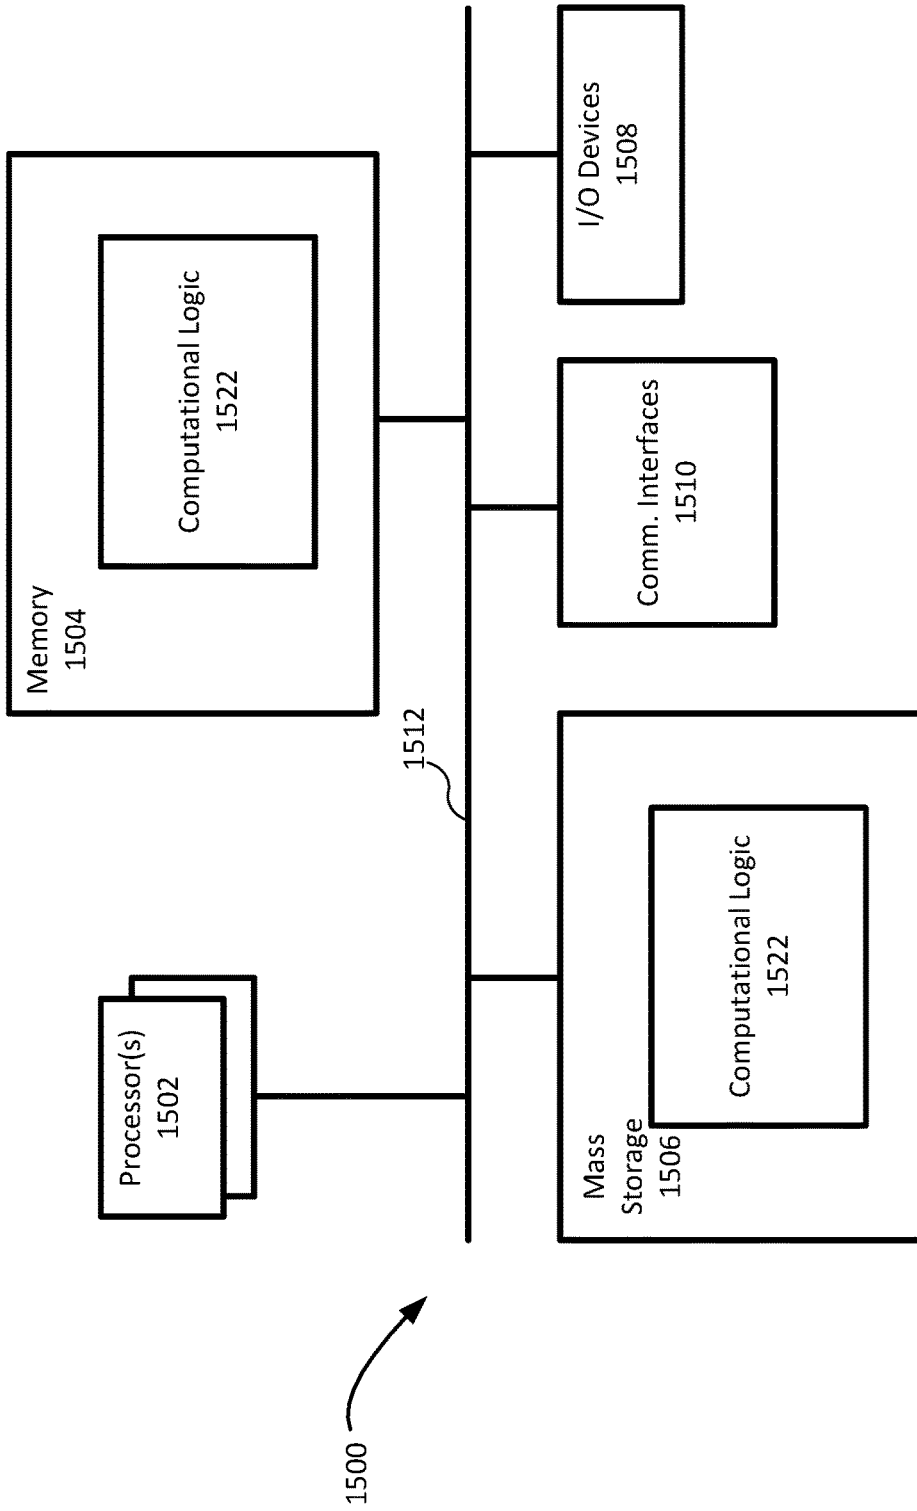 Processor(s)
1502
Memory
1504
Computational Logic
1522
1512
Mass
Storage
1506
Computational Logic
1522
Comm. Interfaces
1510
I/O Devices
1508
1500